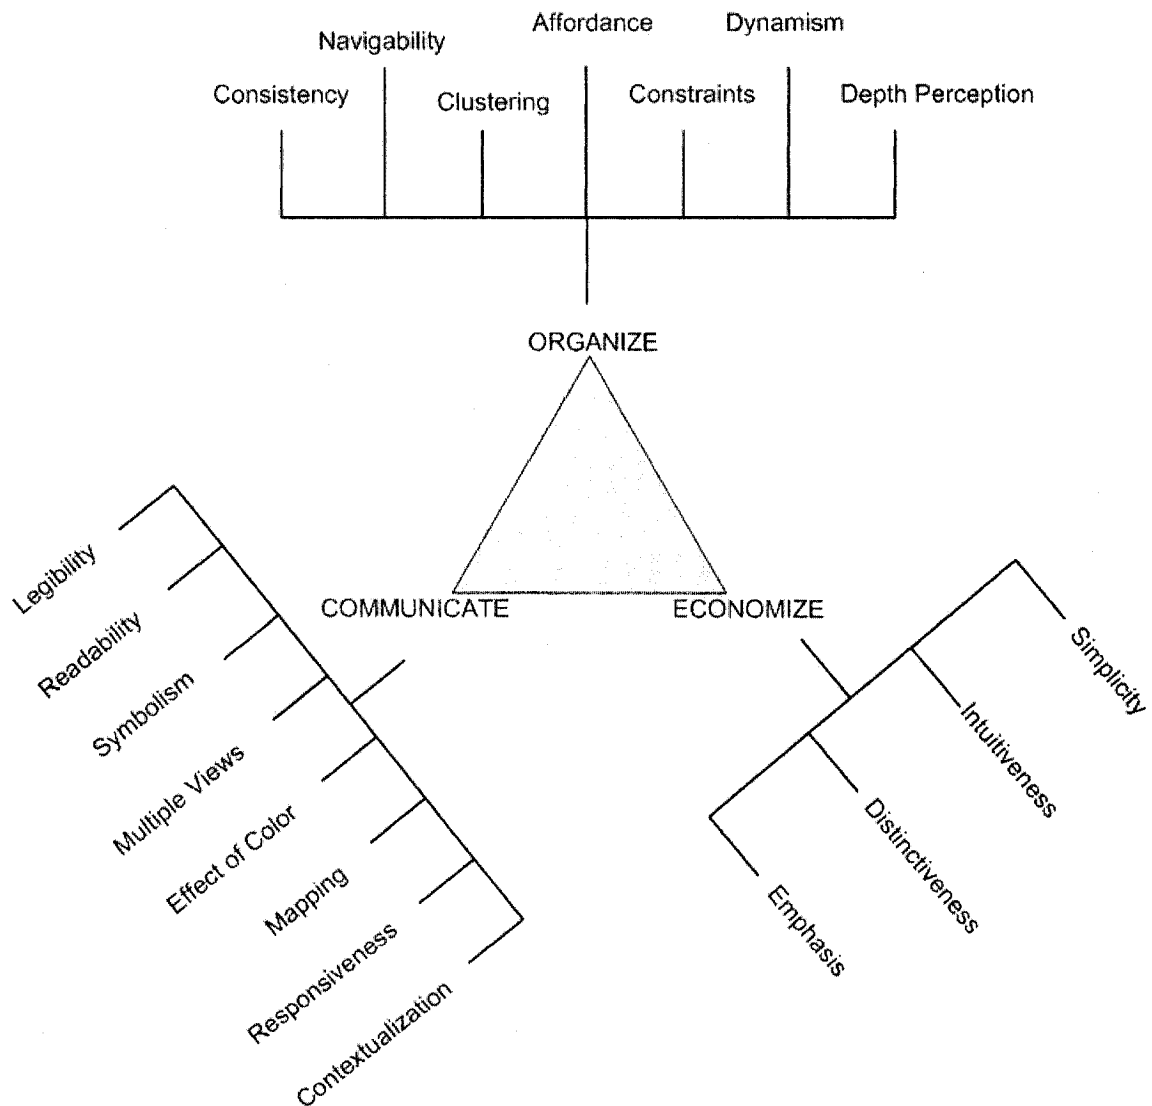 Affordance
Dynamism
Navigability
Consistency
Clustering
Constraints
Depth Perception
ORGANIZE
COMMUNICATE
ECONOMIZE
Legibility
Readability
Symbolism
Multiple Views
Effect of Color
Mapping
Responsiveness
Contextualization
Simplicity
Intuitiveness
Distinctiveness
Emphasis